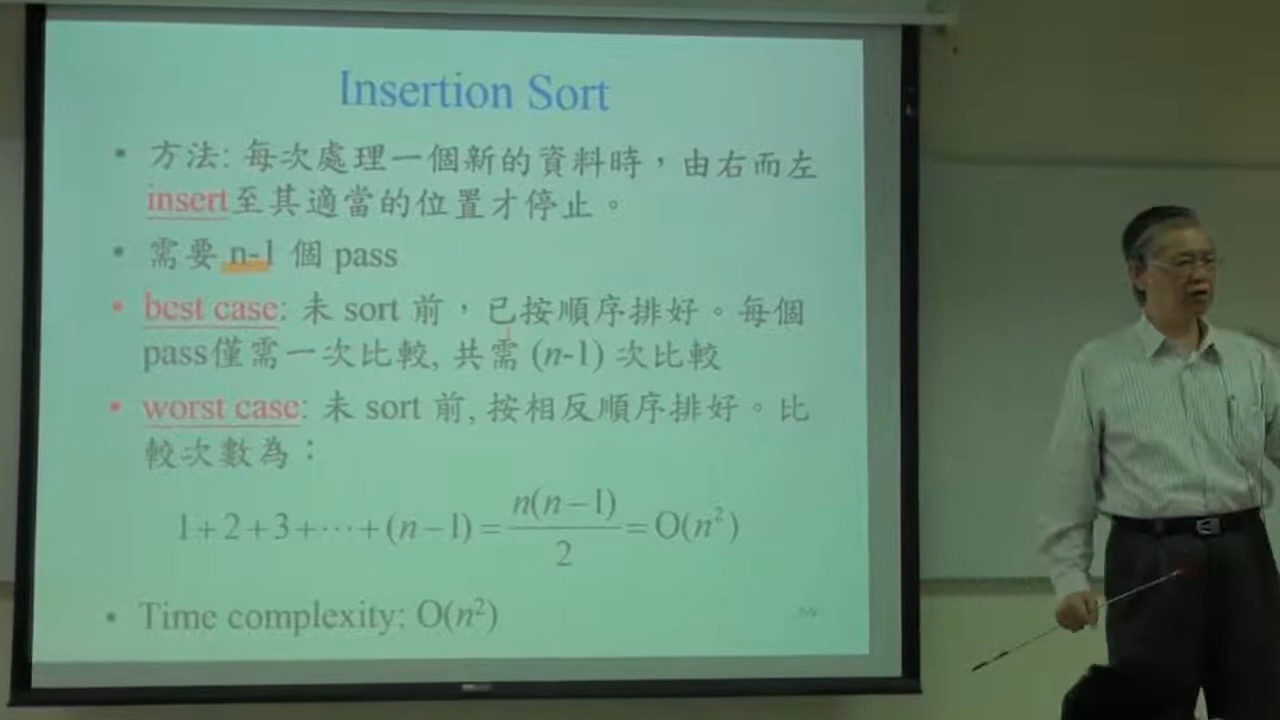 Insertion Sort
• 方法: 每次處理一個新的資料時，由右而左
insert至其適當的位置才停止。
• 需要 n-1 個 pass
• best case: 未 sort 前，已按順序排好。每個
pass僅需一次比較, 共需 (n-1) 次比較
• worst case: 未 sort 前, 按相反順序排好。比
較次數為：
1+2+3+⋯+(n−1)=n(n−1)/2=O(n²)
• Time complexity: O(n²)